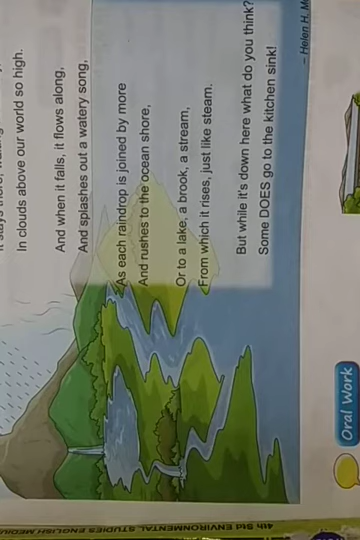 In clouds above our world so high.
And when it falls, it flows along,
And splashes out a watery song,
As each raindrop is joined by more
And rushes to the ocean shore,
Or to a lake, a brook, a stream,
From which it rises, just like steam.
But while it's down here what do you think?
Some DOES go to the kitchen sink!
– Helen H.
Oral Work
4th Std ENVIRONMENTAL STUDIES ENGLISH MEDIUM